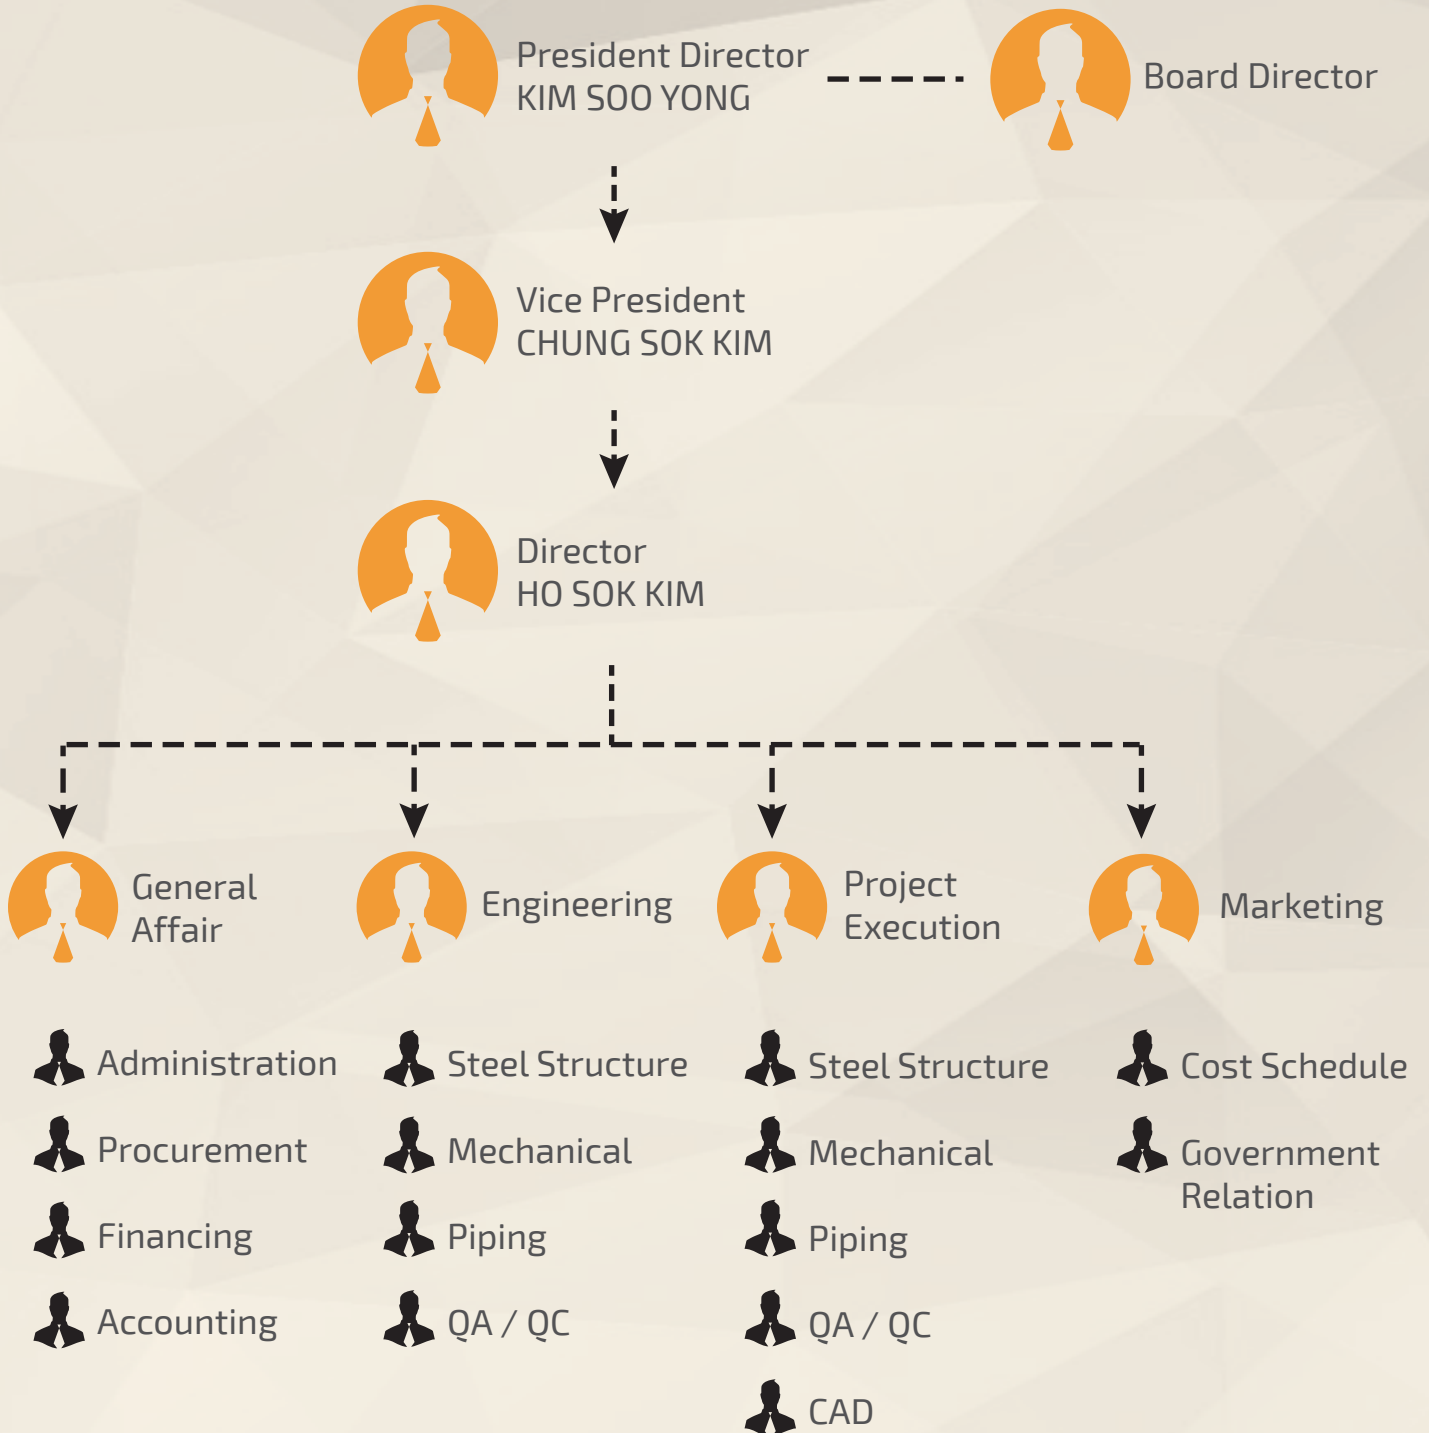 President Director
KIM SOO YONG
Board Director
Vice President
CHUNG SOK KIM
Director
HO SOK KIM
General
Affair
Administration
Procurement
Financing
Accounting
Engineering
Steel Structure
Mechanical
Piping
QA / QC
Project
Execution
Steel Structure
Mechanical
Piping
QA / QC
CAD
Marketing
Cost Schedule
Government
Relation